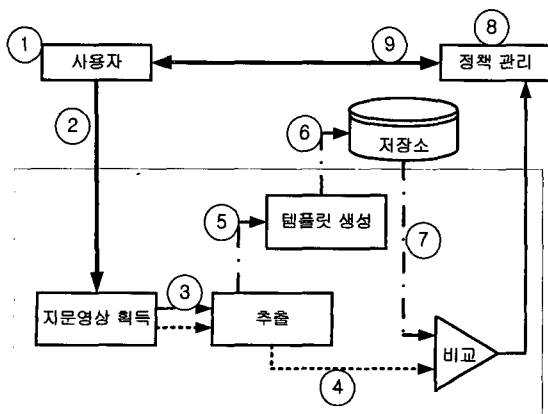 ① 사용자
⑨
⑧
정책 관리
②
⑥
저장소
⑤
템플릿 생성
⑦
지문영상 획득
③
추출
비교
④